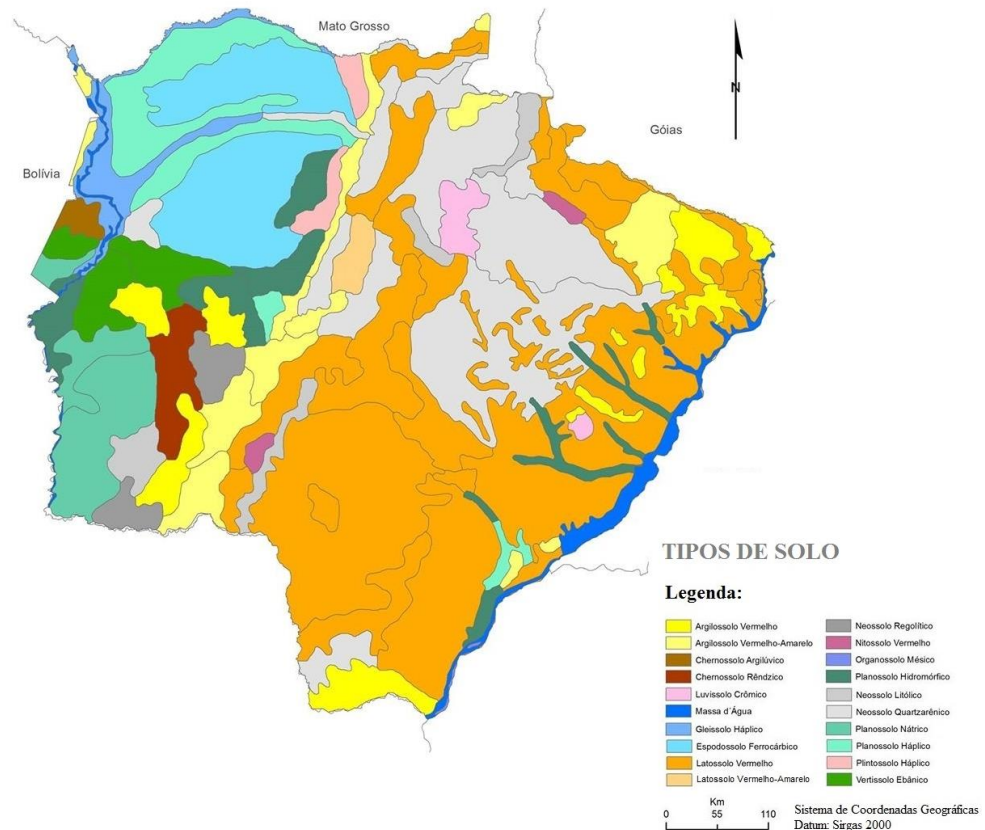 Mato Grosso
N
Góias
Bolívia
TIPOS DE SOLO
Legenda:
Argilossolo Vermelho
Argilossolo Vermelho-Amarelo
Chernossolo Argilúvico
Chernossolo Rêndzico
Luvissolo Crômico
Massa d´Água
Gleissolo Háplico
Espodossolo Ferrocárbico
Latossolo Vermelho
Latossolo Vermelho-Amarelo
Neossolo Regolítico
Nitossolo Vermelho
Organossolo Mésico
Planossolo Hidromórfico
Neossolo Litólico
Neossolo Quartzarênico
Planossolo Nátrico
Planossolo Háplico
Plintossolo Háplico
Vertissolo Ebânico
Km
0 55 110
Sistema de Coordenadas Geográficas
Datum: Sirgas 2000